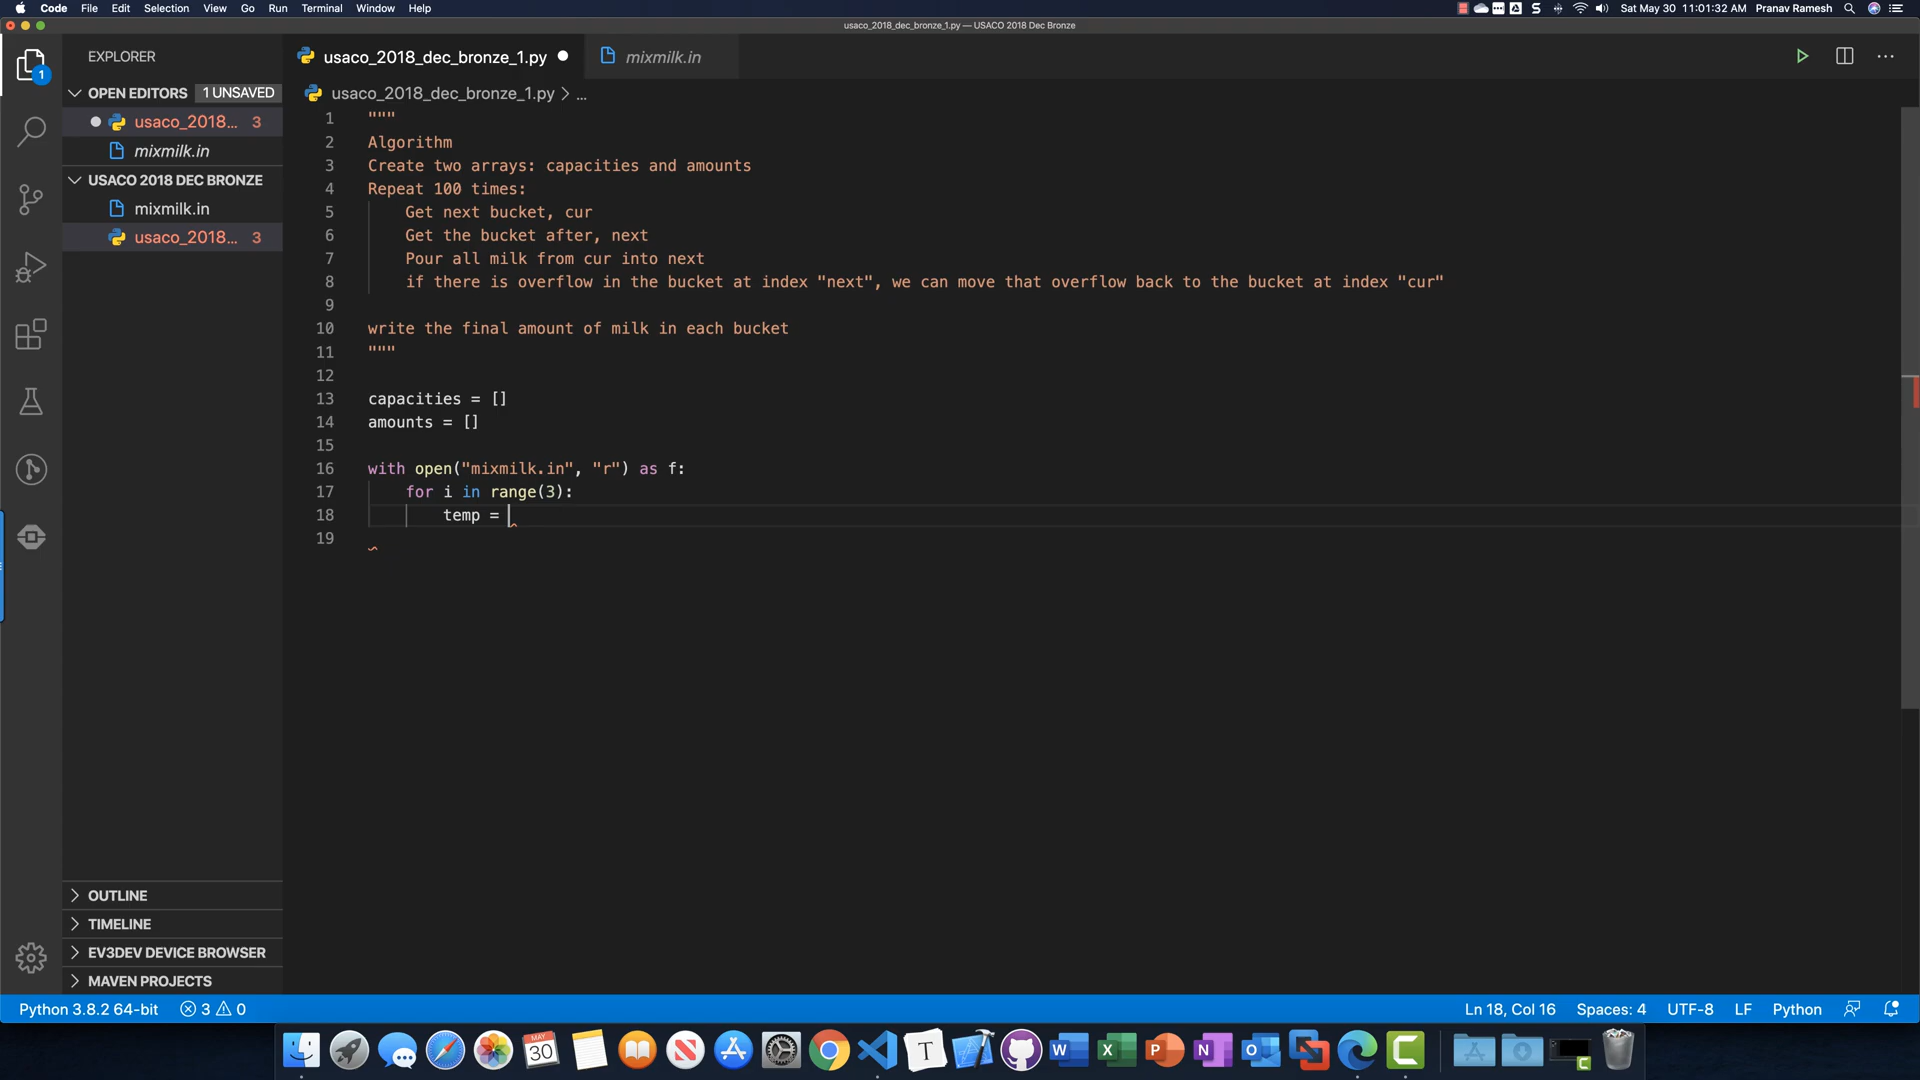 Code File Edit Selection View Go Run Terminal Window Help
Sat May 30 11:01:32 AM Pranav Ramesh
usaco_2018_dec_bronze_1.py — USACO 2018 Dec Bronze
EXPLORER
usaco_2018_dec_bronze_1.py
mixmilk.in
OPEN EDITORS 1 UNSAVED
usaco_2018... 3
mixmilk.in
USACO 2018 DEC BRONZE
mixmilk.in
usaco_2018... 3
OUTLINE
TIMELINE
EV3DEV DEVICE BROWSER
MAVEN PROJECTS
1
usaco_2018_dec_bronze_1.py > ...
1 """
2 Algorithm
3 Create two arrays: capacities and amounts
4 Repeat 100 times:
5 Get next bucket, cur
6 Get the bucket after, next
7 Pour all milk from cur into next
8 if there is overflow in the bucket at index "next", we can move that overflow back to the bucket at index "cur"
9
10 write the final amount of milk in each bucket
11 """
12
13 capacities = []
14 amounts = []
15
16 with open("mixmilk.in", "r") as f:
17 for i in range(3):
18 temp =
19
Python 3.8.2 64-bit 3 0
Ln 18, Col 16 Spaces: 4 UTF-8 LF Python
MAY
30
T
W
X
P
N
O
C